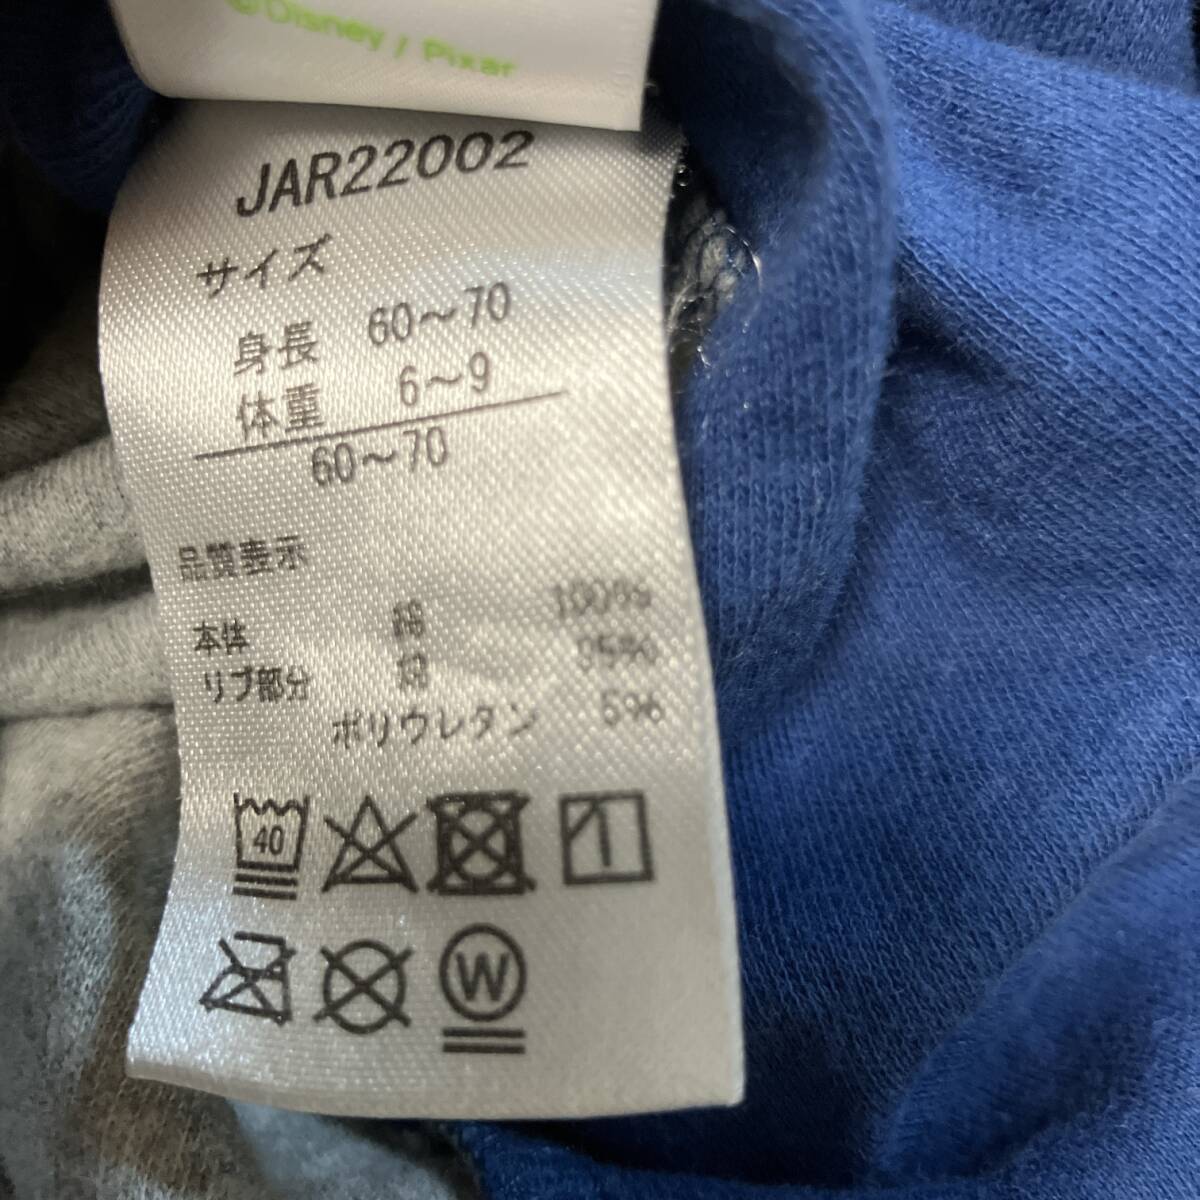 ©Disney / Pixar
JAR22002
サイズ
身長 60〜70
体重 6〜9
60〜70
品質表示
本体 綿 100%
リブ部分 綿 95%
ポリウレタン 5%
40
W